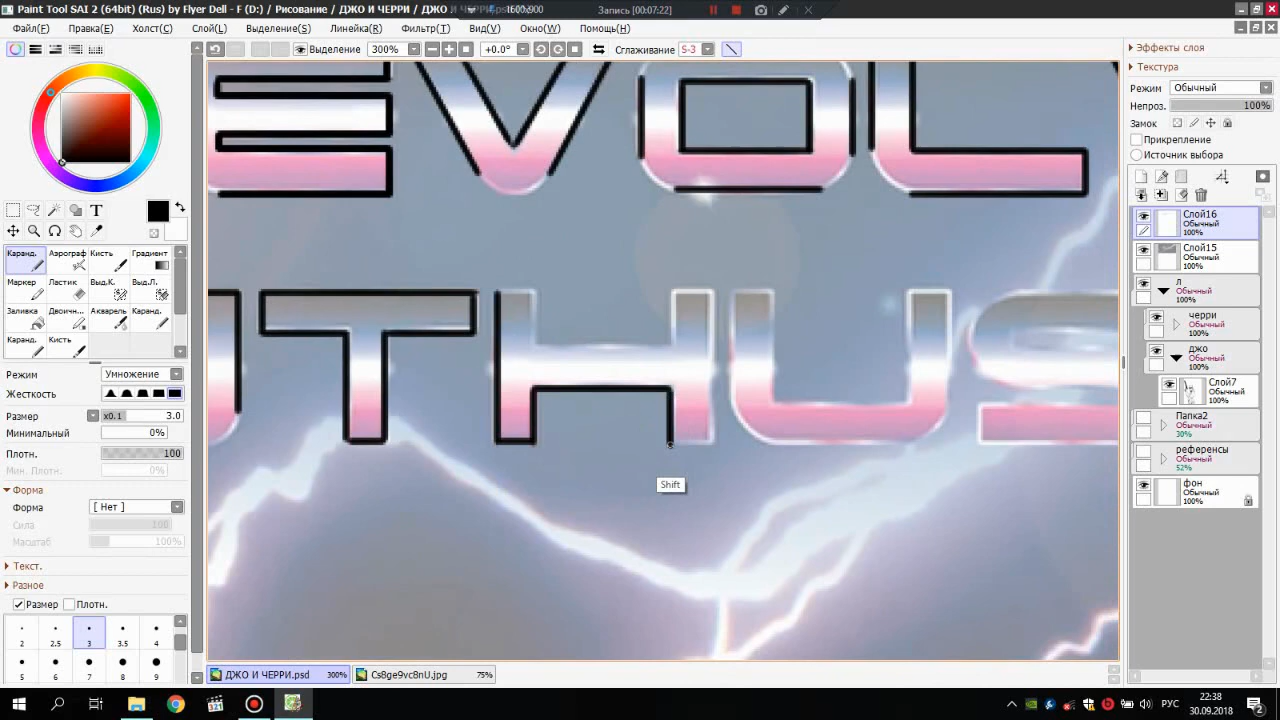 Paint Tool SAI 2 (64bit) (Rus) by Flyer Dell - F (D:) / Рисование / ДЖО И ЧЕРРИ / ДЖО
1600:900
Запись [00:07:22]
Файл(F) Правка(E) Холст(C) Слой(L) Выделение(S) Вид(V) Линейка(R) Фильтр(T) Окно(W) Помощь(H)
Выделение 300% +0.0° Сглаживание S-3
EVOL
UTHUS
Shift
T
Каранд. Аэрограф Кисть Градиент
Маркер Ластик Выд.К. Выд.Л.
Заливка Двоичн... Акварель Каранд.
Каранд. Кисть
Режим Умножение
Жесткость
Размер x0.1 3.0
Минимальный 0%
Плотн. 100
Мин. Плотн. 0%
Форма
Форма [ Нет ]
Сила 100
Масштаб 100%
Текст.
Разное
Размер Плотн.
2 2.5 3 3.5 4
5 6 7 8 9
Эффекты слоя
Текстура
Режим Обычный
Непроз. 100%
Замок
Прикрепление
Источник выбора
Слой16
Обычный
100%
Слой15
Обычный
100%
л
Обычный
100%
черри
Обычный
100%
джо
Обычный
100%
Слой7
Обычный
100%
Папка2
Обычный
30%
референсы
Обычный
52%
фон
Обычный
100%
ДЖО И ЧЕРРИ.psd 300% Cs8ge9vc8nU.jpg 75%
321
РУС
22:38
30.09.2018
2